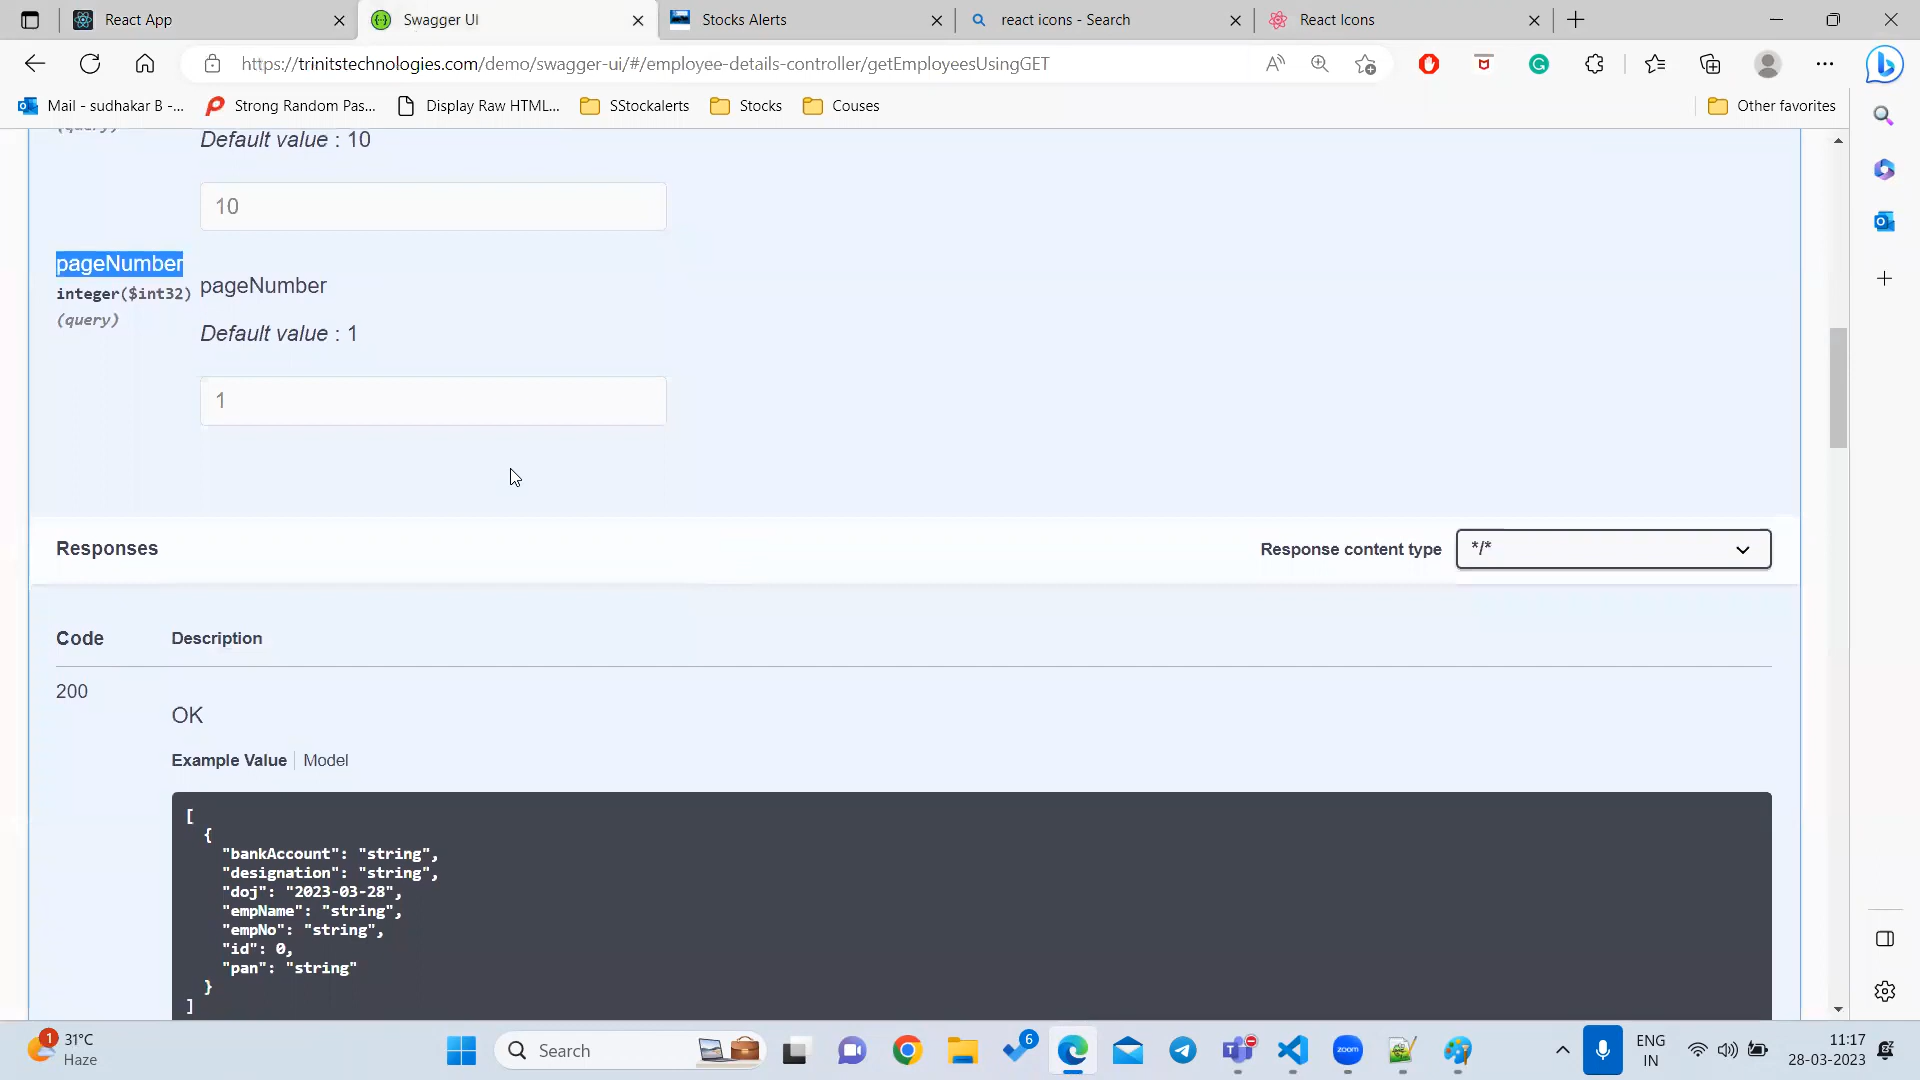 React App
Swagger UI
Stocks Alerts
react icons - Search
React Icons
https://trinitstechnologies.com/demo/swagger-ui/#/employee-details-controller/getEmployeesUsingGET
Mail - sudhakar B -...
Strong Random Pas...
Display Raw HTML...
SStockalerts
Stocks
Couses
Other favorites
(query)
Default value : 10
10
pageNumber
integer($int32)
(query)
pageNumber
Default value : 1
1
Responses
Response content type
*/*
Code
Description
200
OK
Example Value
Model
[
{
"bankAccount": "string",
"designation": "string",
"doj": "2023-03-28",
"empName": "string",
"empNo": "string",
"id": 0,
"pan": "string"
}
]
1
31°C
Haze
Search
6
zoom
ENG
IN
11:17
28-03-2023